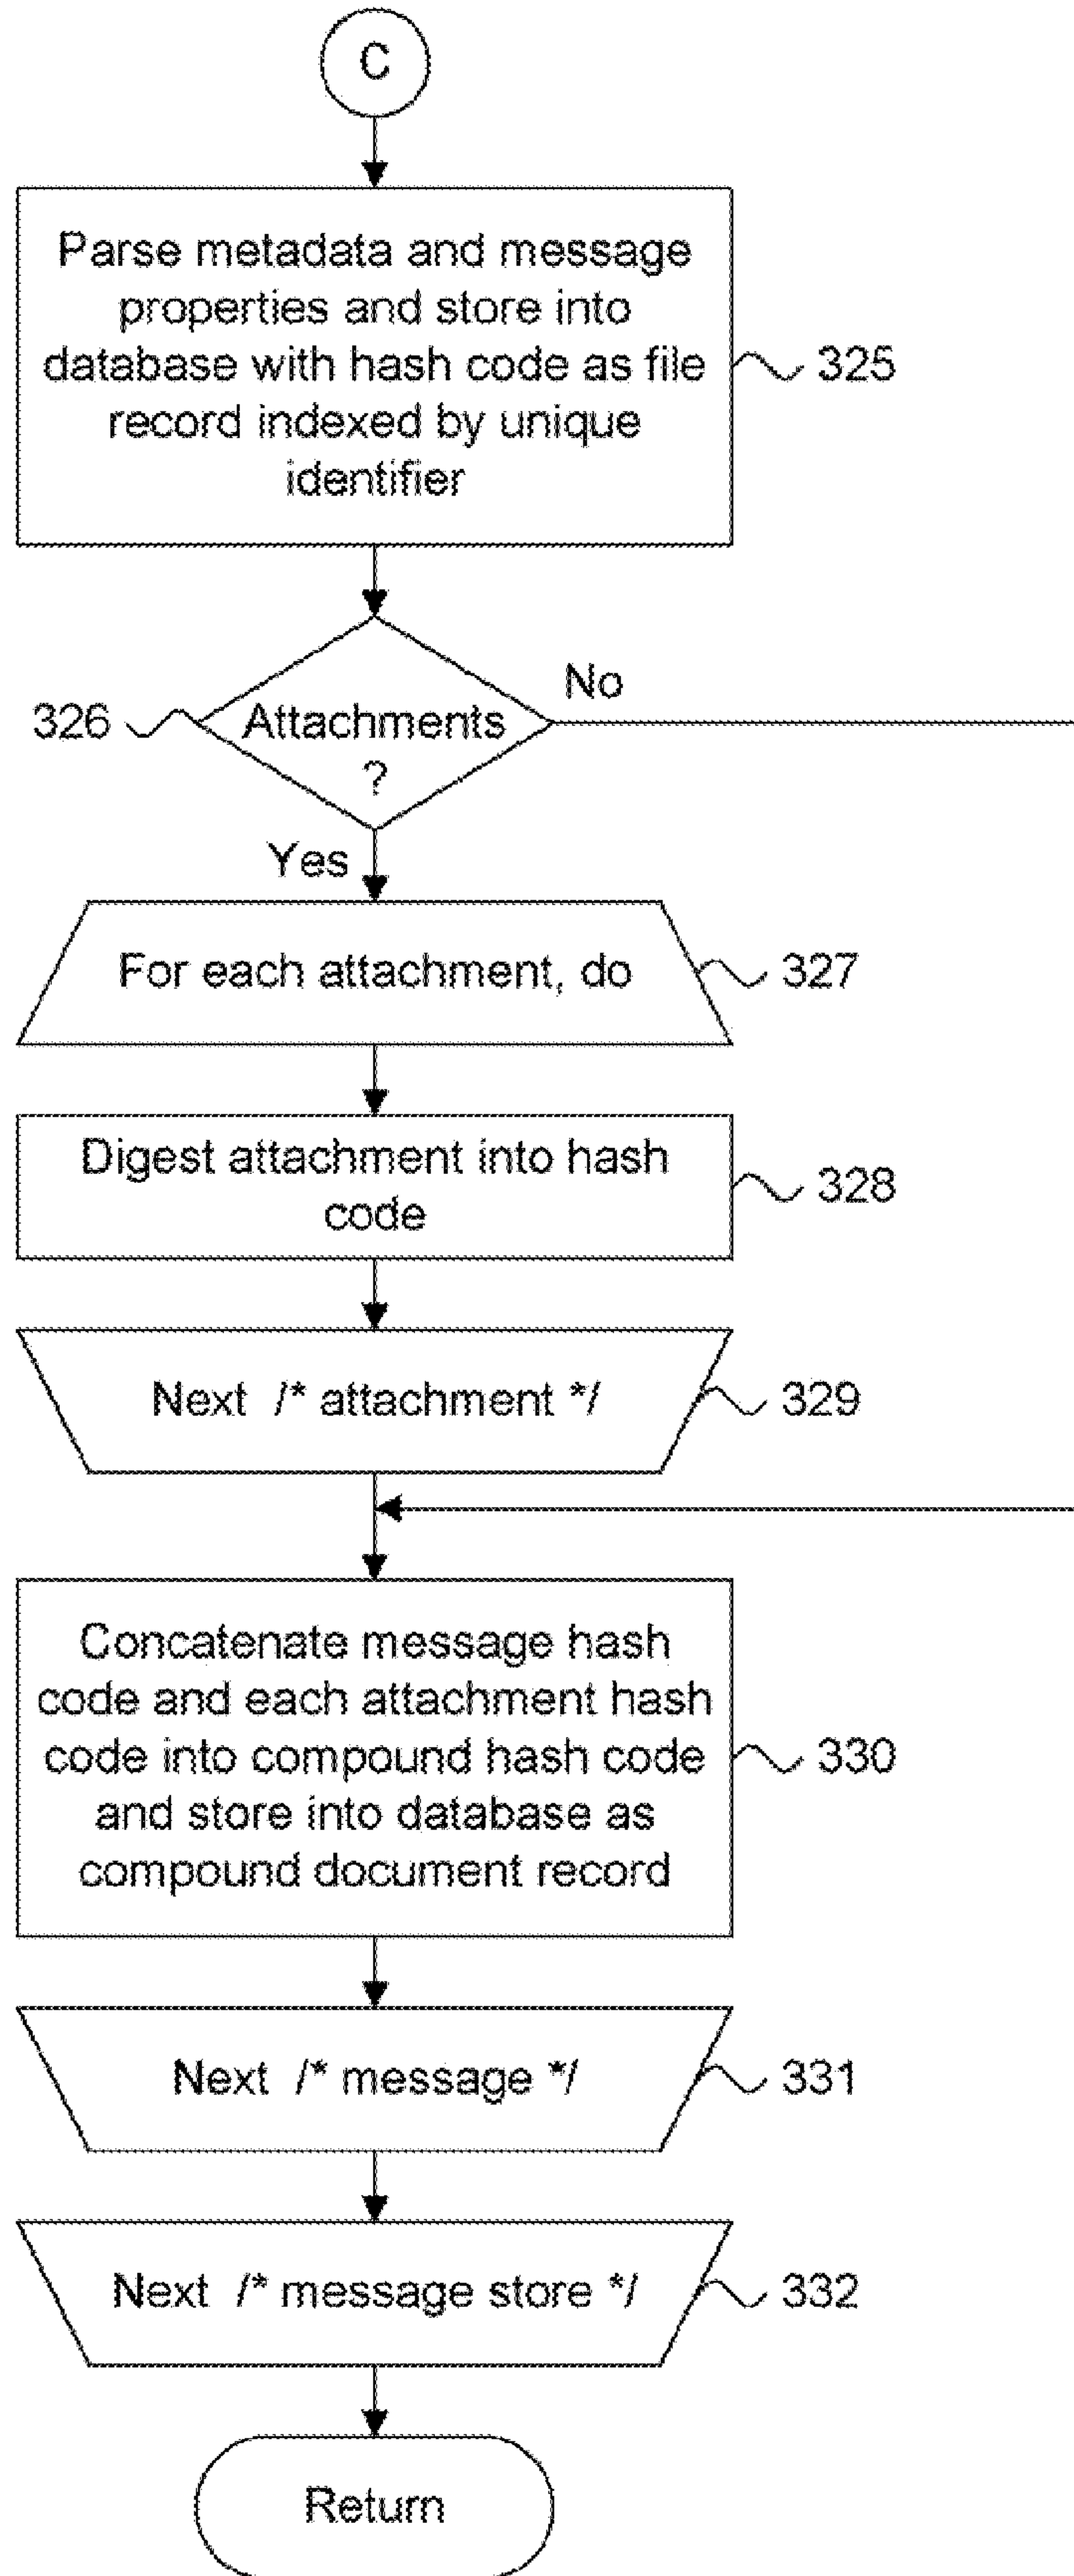 C
Parse metadata and message
properties and store into
database with hash code as file
record indexed by unique
identifier
325
No
326
Attachments
?
Yes
For each attachment, do
327
Digest attachment into hash
code
328
Next /* attachment */
329
Concatenate message hash
code and each attachment hash
code into compound hash code
and store into database as
compound document record
330
Next /* message */
331
Next /* message store */
332
Return